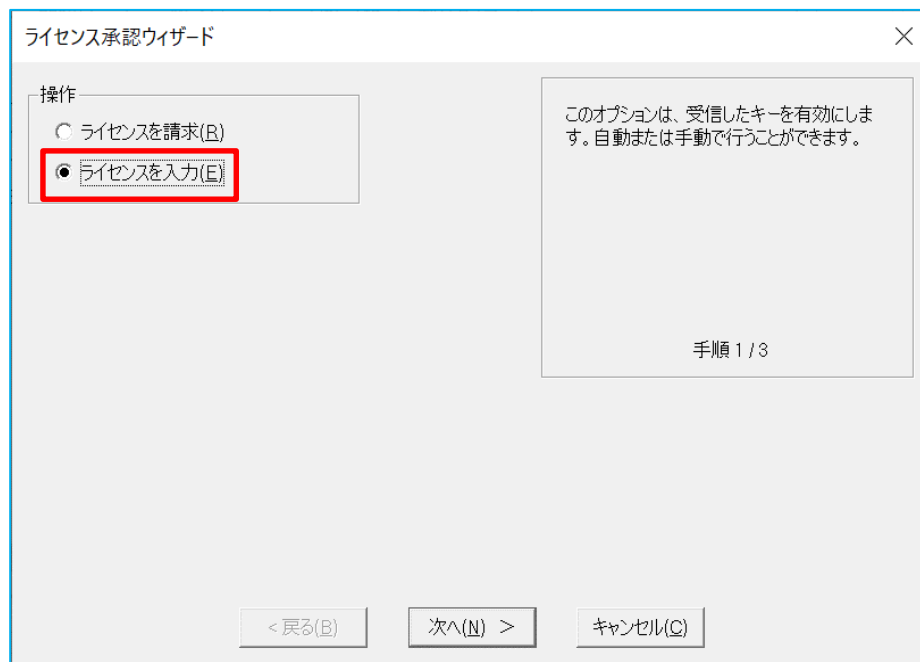 ライセンス承認ウィザード
操作
ライセンスを請求(R)
ライセンスを入力(E)
このオプションは、受信したキーを有効にしま
す。自動または手動で行うことができます。
手順 1 / 3
< 戻る(B)
次へ(N) >
キャンセル(C)